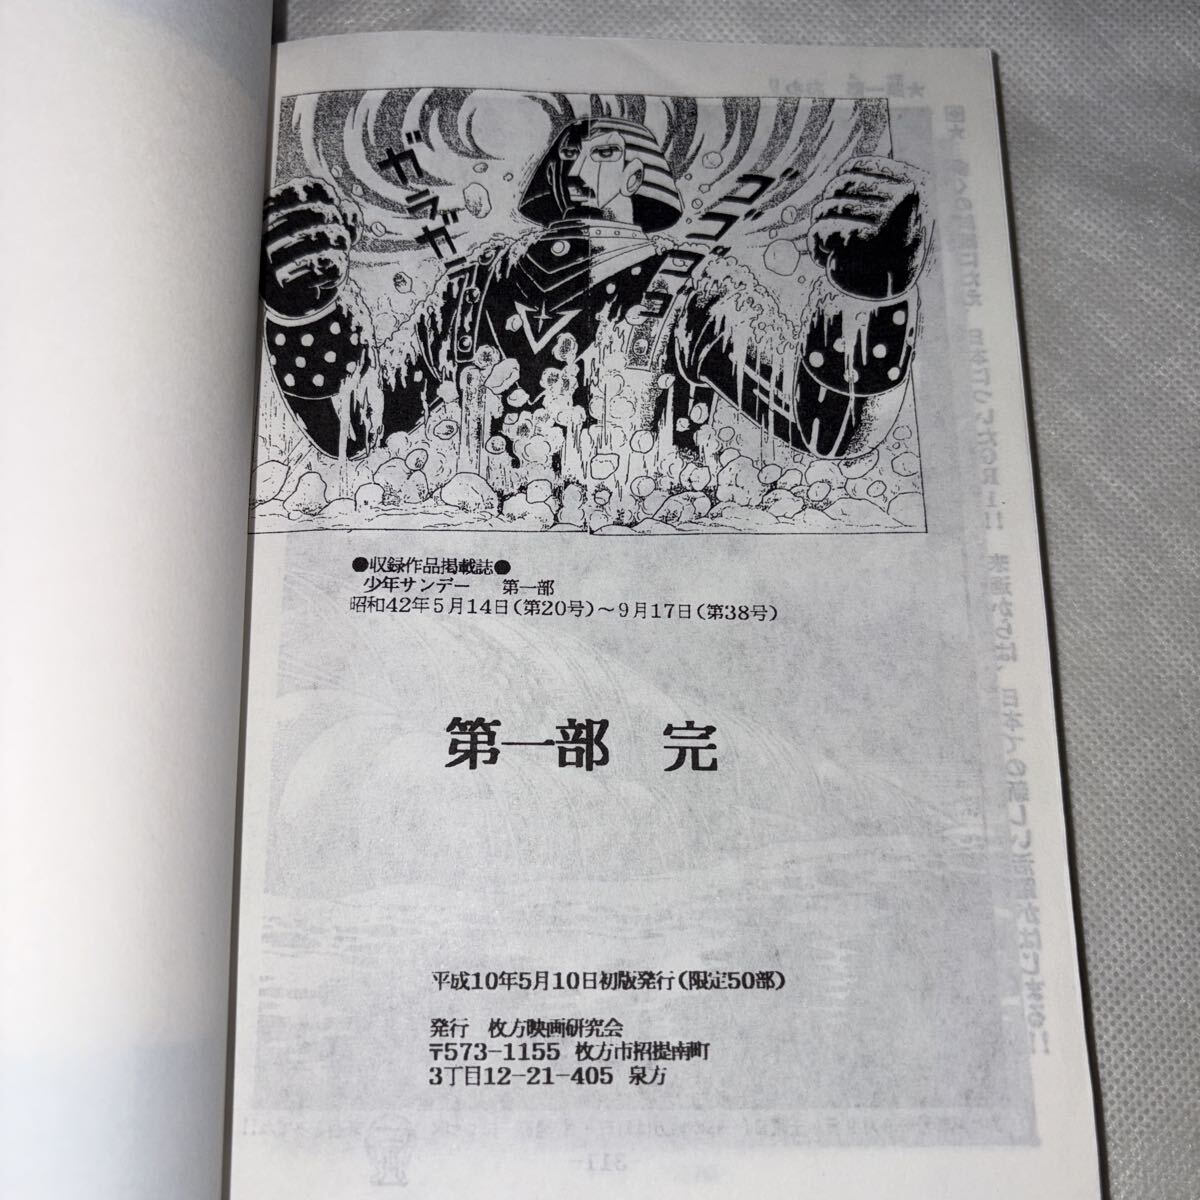 ガラガラ
ゴゴゴゴ
●収録作品掲載誌●
少年サンデー　第一部
昭和42年5月14日(第20号)〜9月17日(第38号)
第一部　完
平成10年5月10日初版発行(限定50部)
発行　枚方映画研究会
〒573-1155 枚方市招提南町
3丁目12-21-405 泉方